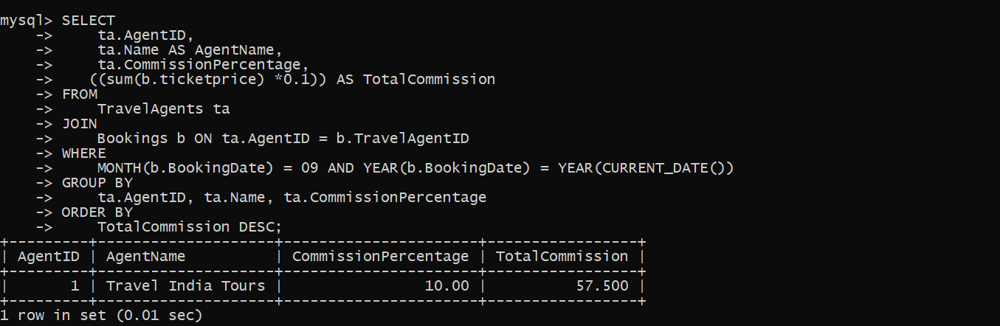 mysql> SELECT
    ->     ta.AgentID,
    ->     ta.Name AS AgentName,
    ->     ta.CommissionPercentage,
    ->    ((sum(b.ticketprice) *0.1)) AS TotalCommission
    -> FROM
    ->     TravelAgents ta
    -> JOIN
    ->     Bookings b ON ta.AgentID = b.TravelAgentID
    -> WHERE
    ->     MONTH(b.BookingDate) = 09 AND YEAR(b.BookingDate) = YEAR(CURRENT_DATE())
    -> GROUP BY
    ->     ta.AgentID, ta.Name, ta.CommissionPercentage
    -> ORDER BY
    ->     TotalCommission DESC;
+---------+--------------------+----------------------+-----------------+
| AgentID | AgentName          | CommissionPercentage | TotalCommission |
+---------+--------------------+----------------------+-----------------+
|       1 | Travel India Tours |                10.00 |          57.500 |
+---------+--------------------+----------------------+-----------------+
1 row in set (0.01 sec)